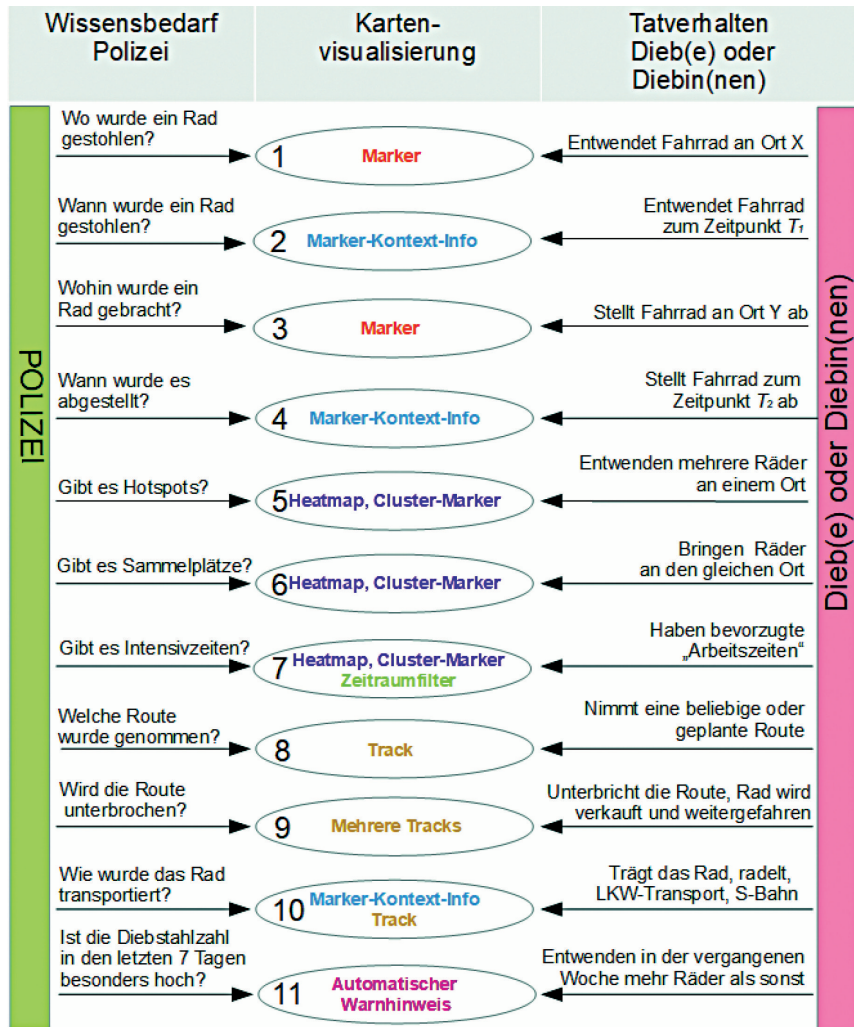 Wissensbedarf
Polizei
Karten-
visualisierung
Tatverhalten
Dieb(e) oder
Diebin(nen)
POLIZEI
Dieb(e) oder Diebin(nen)
Wo wurde ein Rad
gestohlen?
1 Marker
Entwendet Fahrrad an Ort X
Wann wurde ein Rad
gestohlen?
2 Marker-Kontext-Info
Entwendet Fahrrad
zum Zeitpunkt T₁
Wohin wurde ein
Rad gebracht?
3 Marker
Stellt Fahrrad an Ort Y ab
Wann wurde es
abgestellt?
4 Marker-Kontext-Info
Stellt Fahrrad zum
Zeitpunkt T₂ ab
Gibt es Hotspots?
5 Heatmap, Cluster-Marker
Entwenden mehrere Räder
an einem Ort
Gibt es Sammelplätze?
6 Heatmap, Cluster-Marker
Bringen Räder
an den gleichen Ort
Gibt es Intensivzeiten?
7 Heatmap, Cluster-Marker
Zeitraumfilter
Haben bevorzugte
„Arbeitszeiten“
Welche Route
wurde genommen?
8 Track
Nimmt eine beliebige oder
geplante Route
Wird die Route
unterbrochen?
9 Mehrere Tracks
Unterbricht die Route, Rad wird
verkauft und weitergefahren
Wie wurde das Rad
transportiert?
10 Marker-Kontext-Info
Track
Trägt das Rad, radelt,
LKW-Transport, S-Bahn
Ist die Diebstahlzahl
in den letzten 7 Tagen
besonders hoch?
11 Automatischer
Warnhinweis
Entwenden in der vergangenen
Woche mehr Räder als sonst